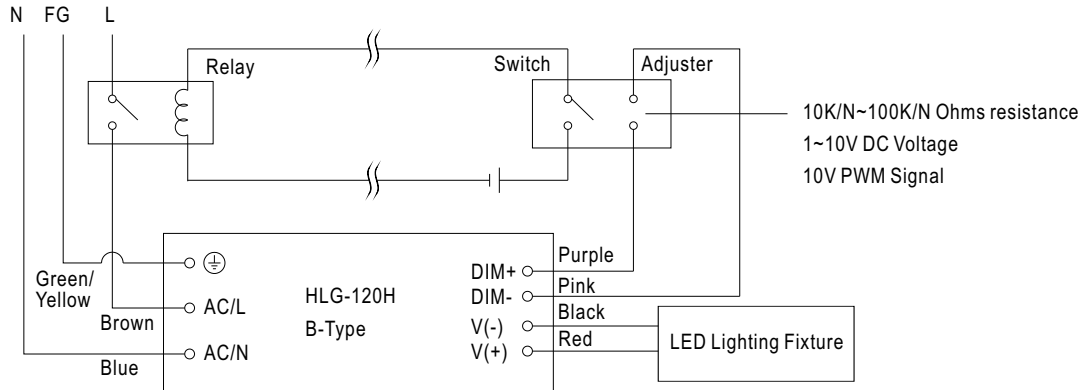 N FG L
Relay
Switch
Adjuster
10K/N~100K/N Ohms resistance
1~10V DC Voltage
10V PWM Signal
Green/
Yellow
Brown
Blue
AC/L
AC/N
HLG-120H
B-Type
DIM+
DIM-
V(-)
V(+)
Purple
Pink
Black
Red
LED Lighting Fixture